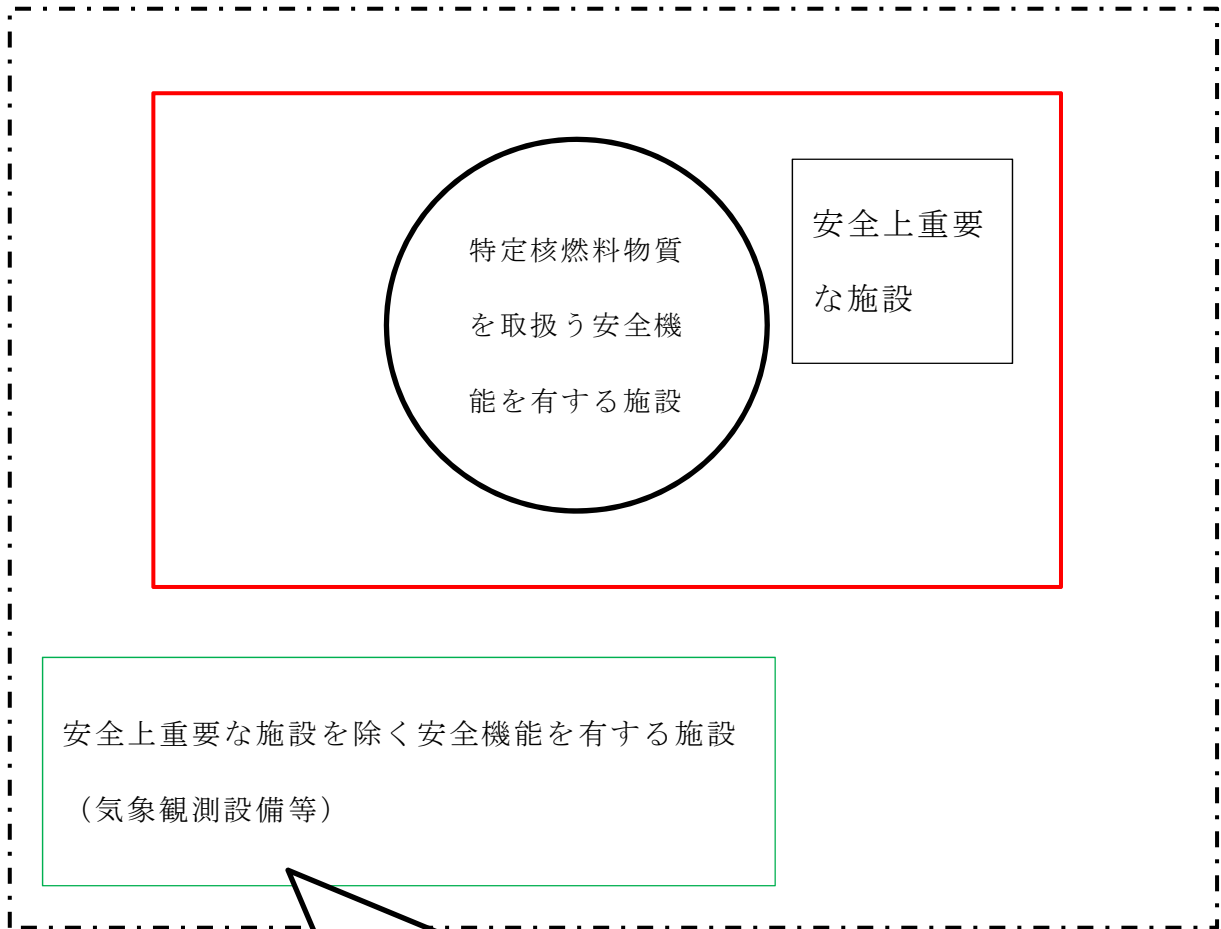 特定核燃料物質
を取扱う安全機
能を有する施設
安全上重要
な施設
安全上重要な施設を除く安全機能を有する施設
（気象観測設備等）